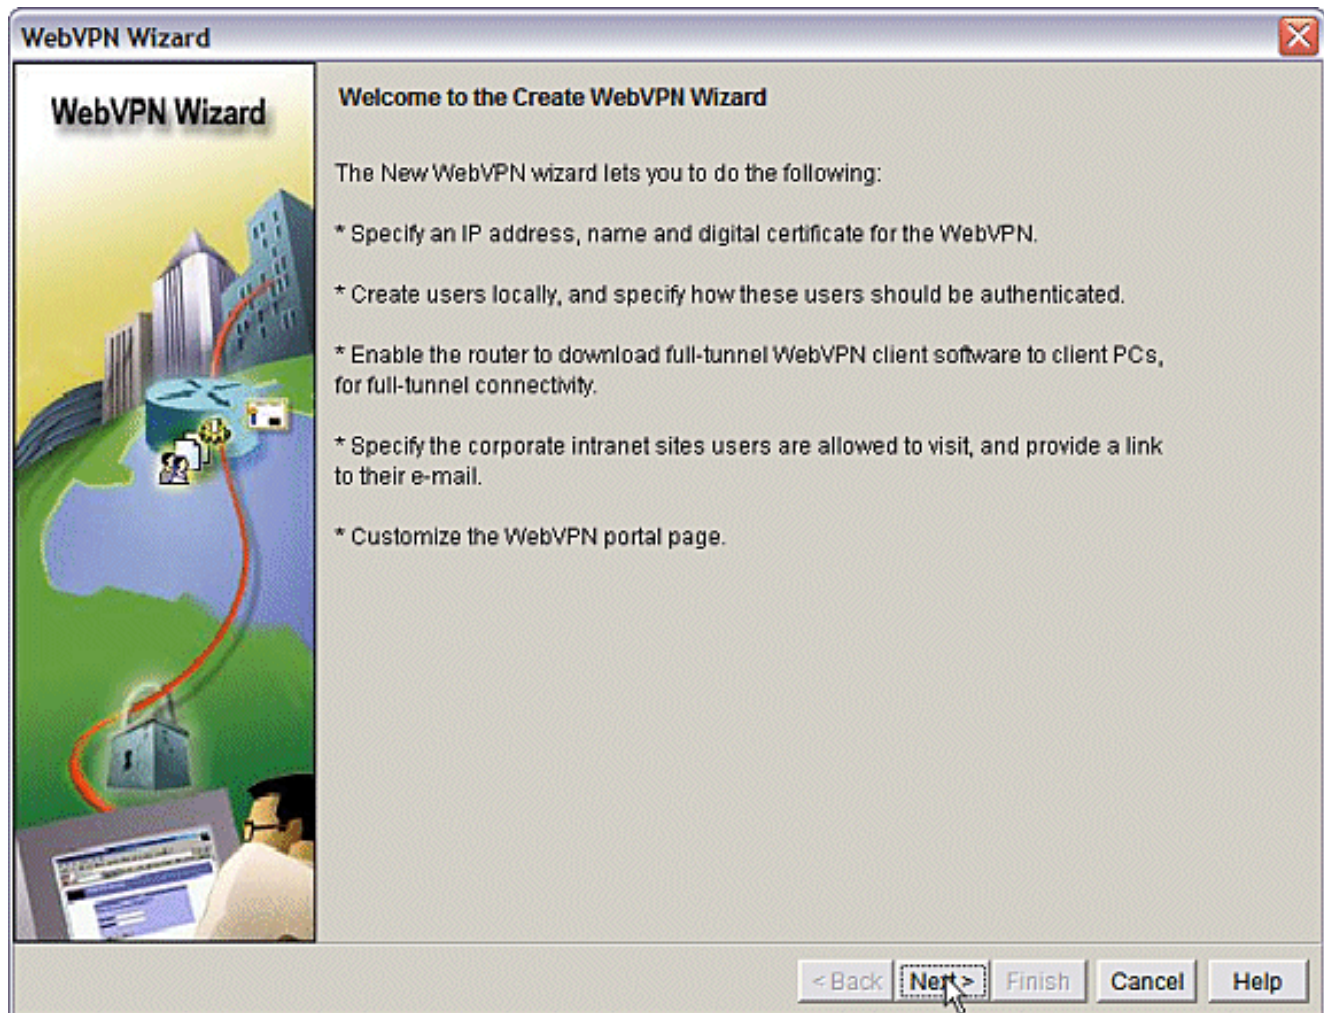 WebVPN Wizard
WebVPN Wizard
Welcome to the Create WebVPN Wizard
The New WebVPN wizard lets you to do the following:
* Specify an IP address, name and digital certificate for the WebVPN.
* Create users locally, and specify how these users should be authenticated.
* Enable the router to download full-tunnel WebVPN client software to client PCs,
for full-tunnel connectivity.
* Specify the corporate intranet sites users are allowed to visit, and provide a link
to their e-mail.
* Customize the WebVPN portal page.
< Back Next > Finish Cancel Help